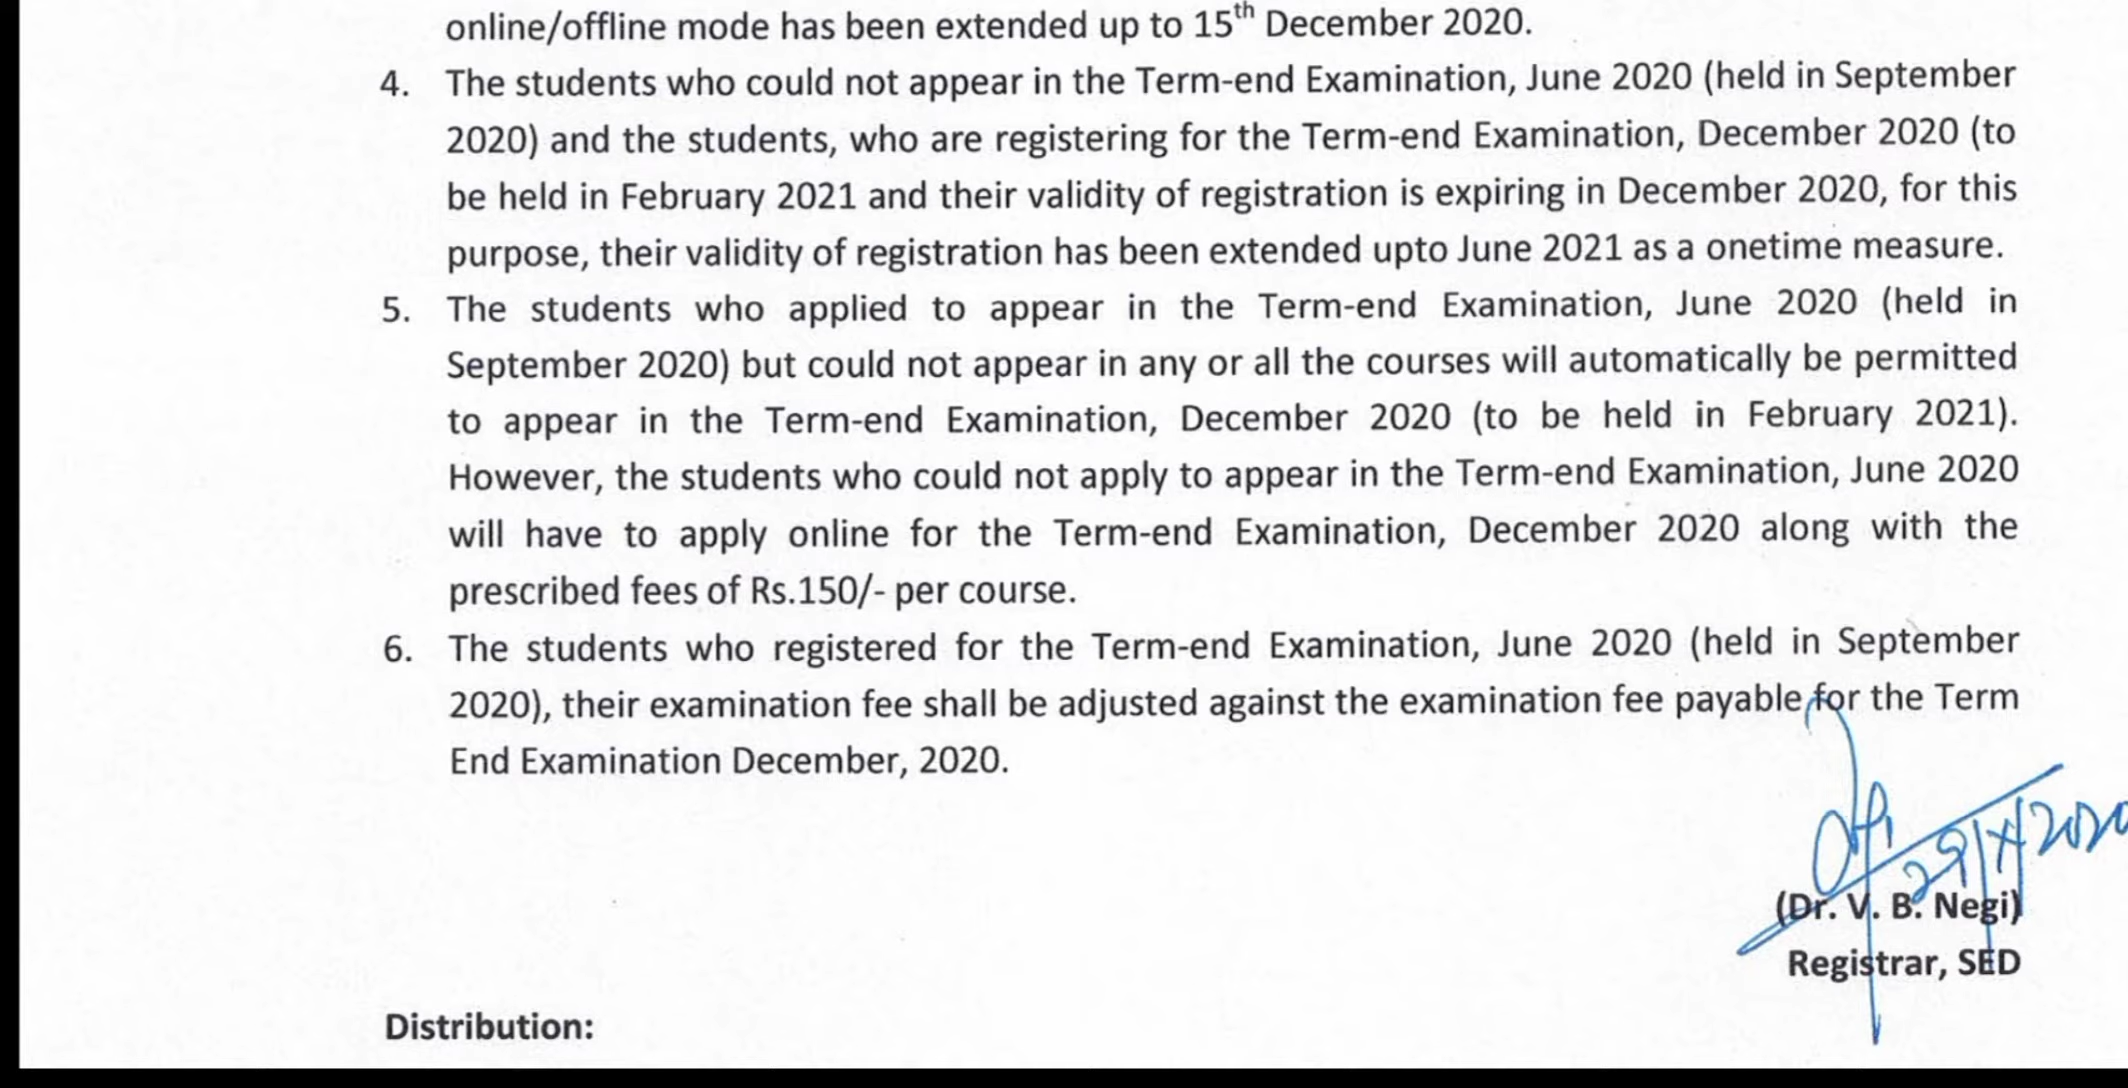 online/offline mode has been extended up to 15th December 2020.
4. The students who could not appear in the Term-end Examination, June 2020 (held in September
2020) and the students, who are registering for the Term-end Examination, December 2020 (to
be held in February 2021 and their validity of registration is expiring in December 2020, for this
purpose, their validity of registration has been extended upto June 2021 as a onetime measure.
5. The students who applied to appear in the Term-end Examination, June 2020 (held in
September 2020) but could not appear in any or all the courses will automatically be permitted
to appear in the Term-end Examination, December 2020 (to be held in February 2021).
However, the students who could not apply to appear in the Term-end Examination, June 2020
will have to apply online for the Term-end Examination, December 2020 along with the
prescribed fees of Rs.150/- per course.
6. The students who registered for the Term-end Examination, June 2020 (held in September
2020), their examination fee shall be adjusted against the examination fee payable for the Term
End Examination December, 2020.
(Dr. V. B. Negi)
Registrar, SED
Distribution: